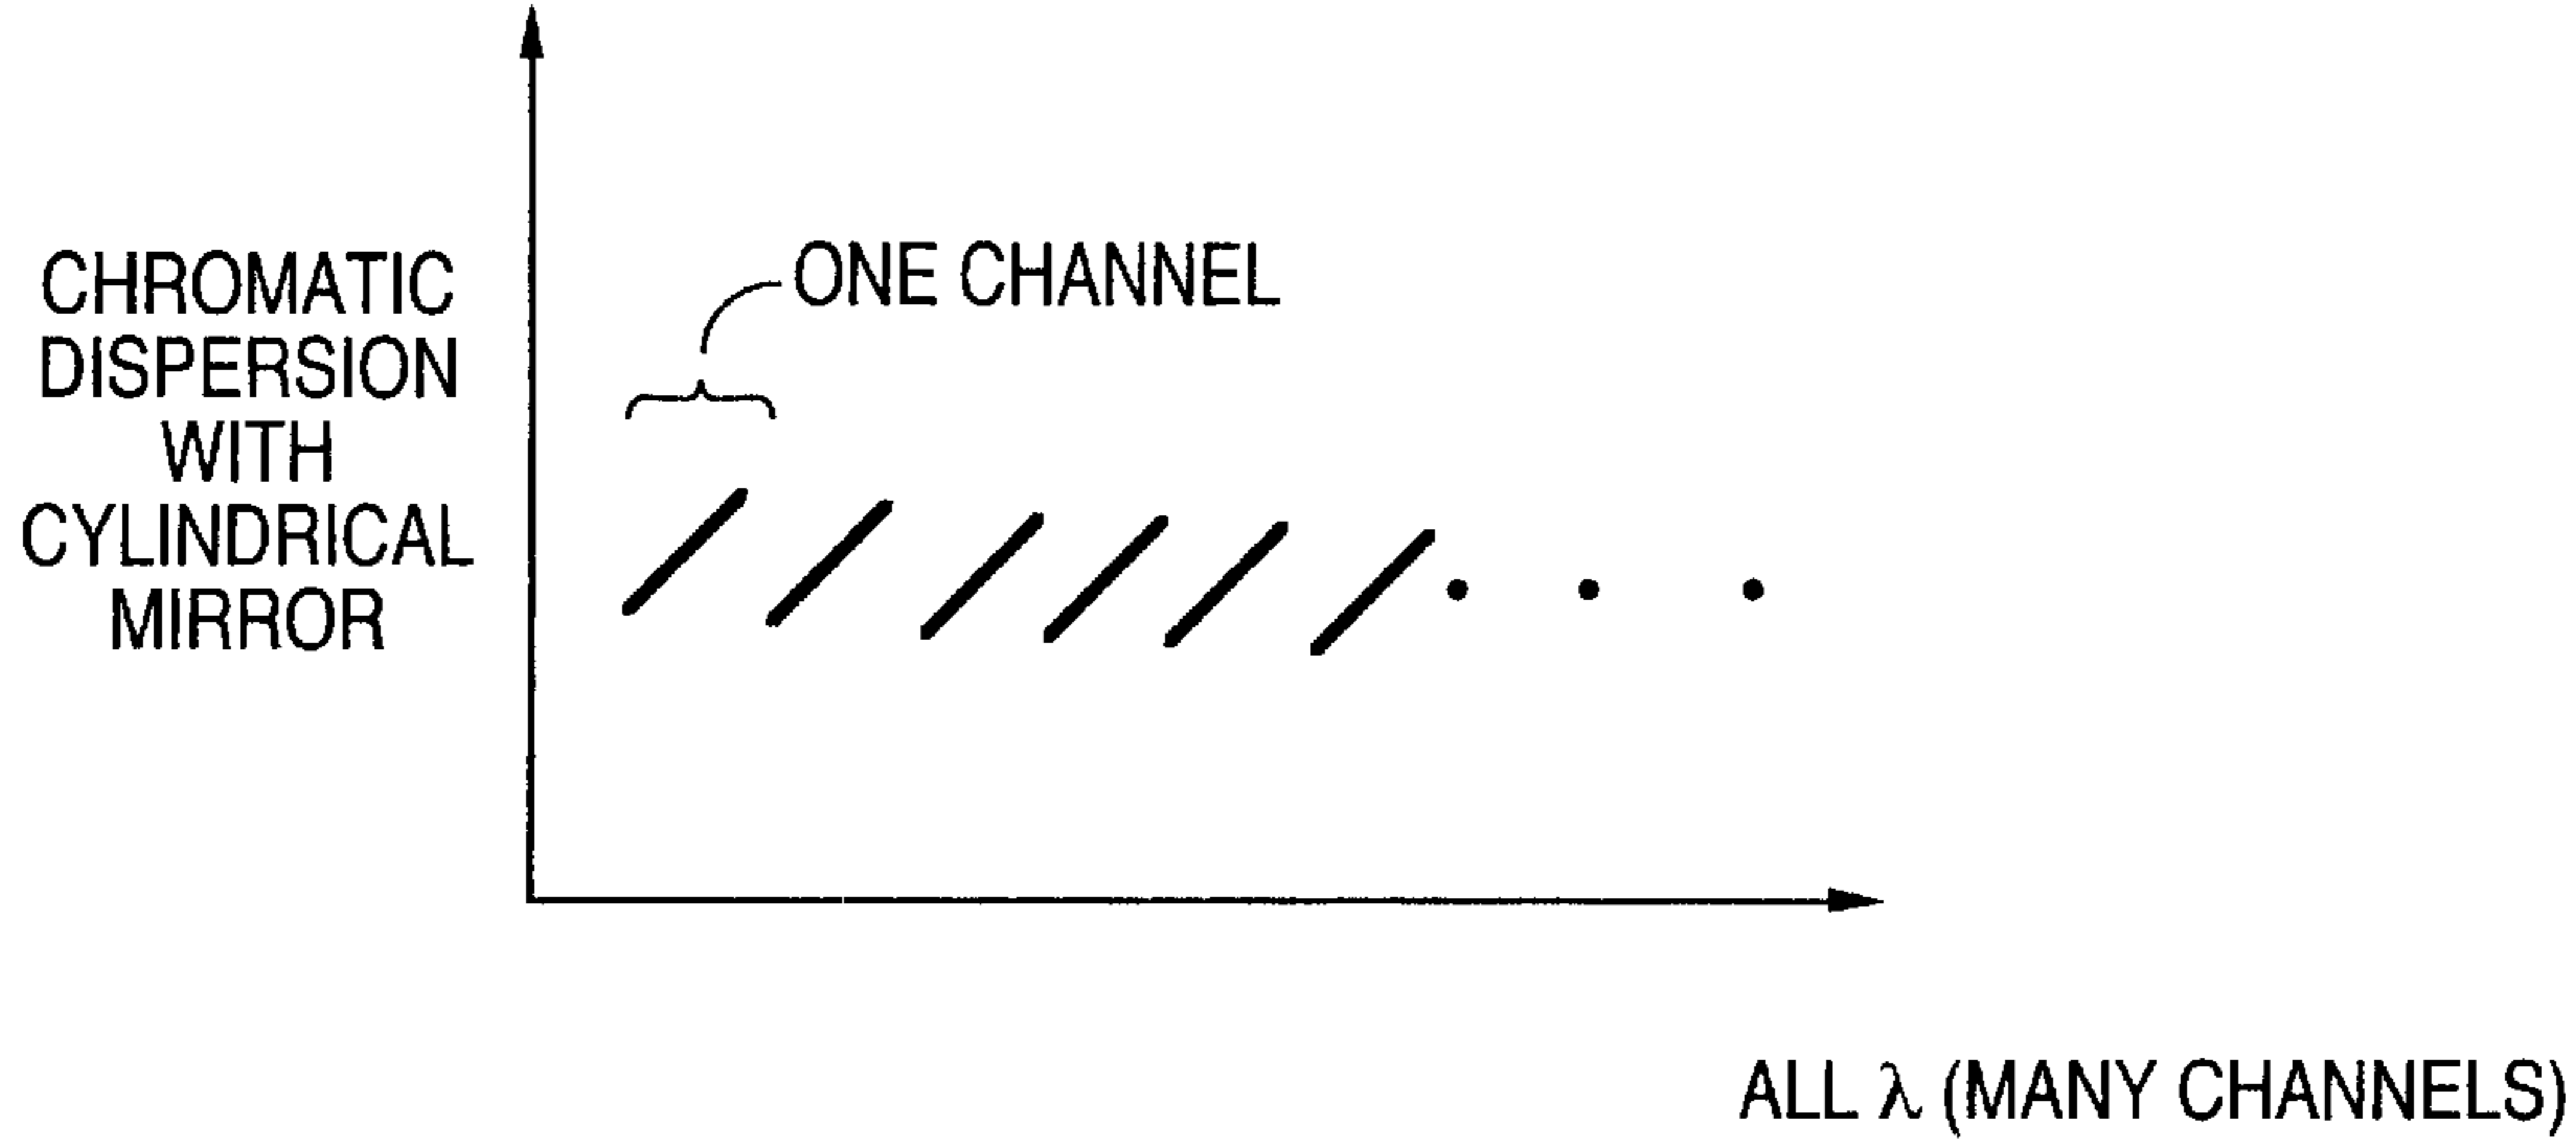 CHROMATIC
DISPERSION
WITH
CYLINDRICAL
MIRROR
ONE CHANNEL
ALL λ (MANY CHANNELS)